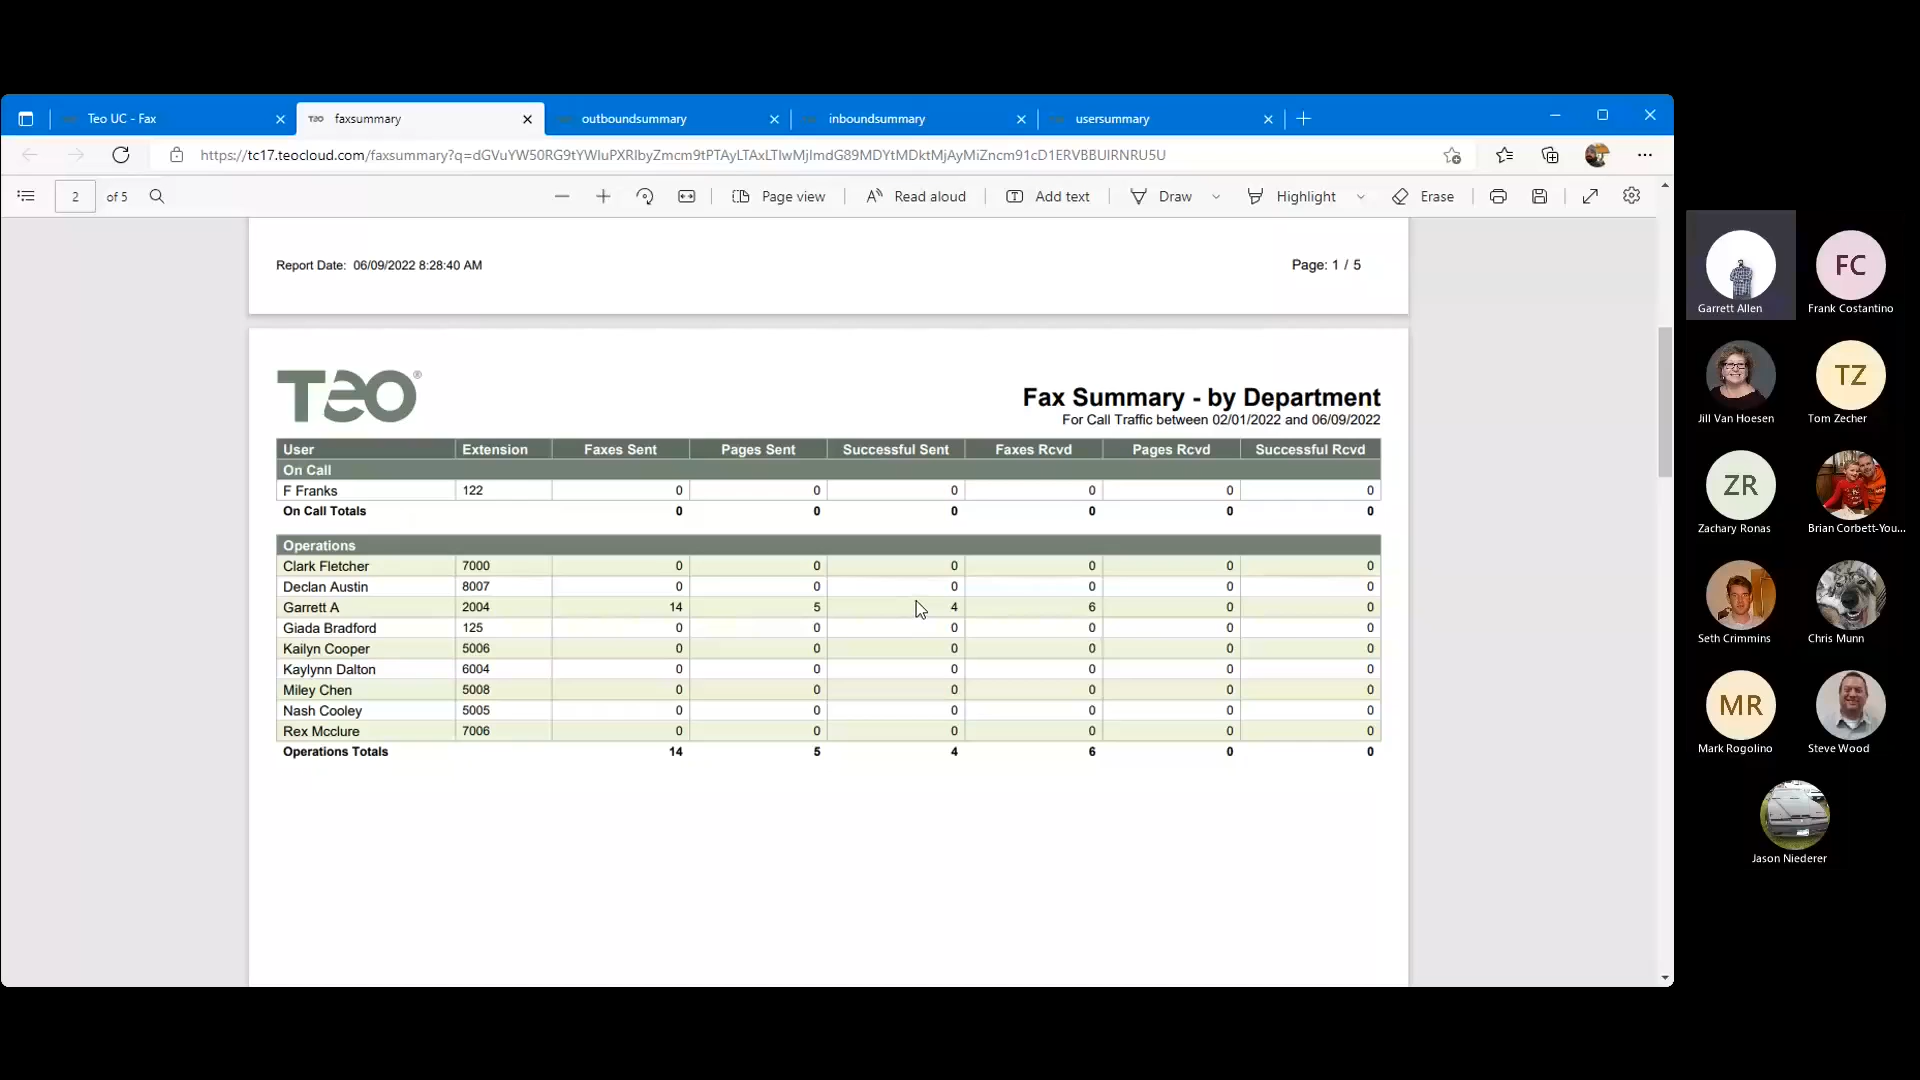 Teo UC - Fax
TEO faxsummary
outboundsummary
inboundsummary
usersummary
https://tc17.teocloud.com/faxsummary?q=dGVuYW50RG9tYWluPXRlbyZmcm9tPTAyLTAxLTIwMjImdG89MDYtMDktMjAyMiZncm91cD1ERVBBUlRNRU5U
2 of 5
Page view
Read aloud
Add text
Draw
Highlight
Erase
Report Date: 06/09/2022 8:28:40 AM
Page: 1 / 5
TEO®
Fax Summary - by Department
For Call Traffic between 02/01/2022 and 06/09/2022
User Extension Faxes Sent Pages Sent Successful Sent Faxes Rcvd Pages Rcvd Successful Rcvd
On Call
F Franks 122 0 0 0 0 0 0
On Call Totals 0 0 0 0 0 0
Operations
Clark Fletcher 7000 0 0 0 0 0 0
Declan Austin 8007 0 0 0 0 0 0
Garrett A 2004 14 5 4 6 0 0
Giada Bradford 125 0 0 0 0 0 0
Kailyn Cooper 5006 0 0 0 0 0 0
Kaylynn Dalton 6004 0 0 0 0 0 0
Miley Chen 5008 0 0 0 0 0 0
Nash Cooley 5005 0 0 0 0 0 0
Rex Mcclure 7006 0 0 0 0 0 0
Operations Totals 14 5 4 6 0 0
Garrett Allen
FC
Frank Costantino
Jill Van Hoesen
TZ
Tom Zecher
ZR
Zachary Ronas
Brian Corbett-You...
Seth Crimmins
Chris Munn
MR
Mark Rogolino
Steve Wood
Jason Niederer